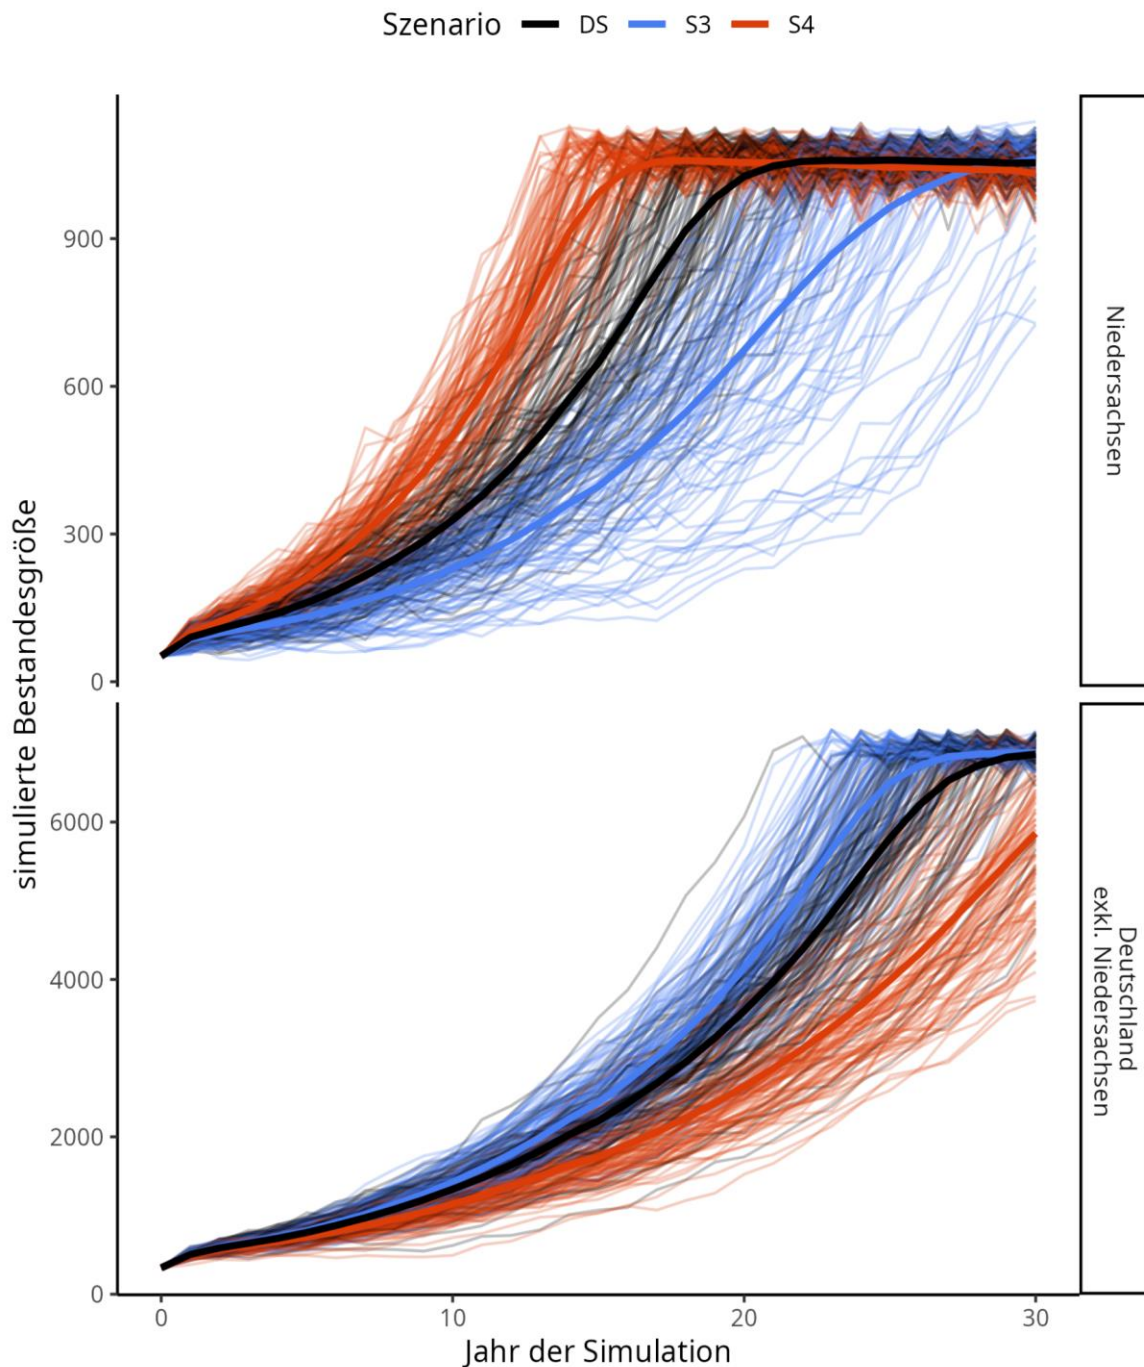 Szenario DS S3 S4
simulierte Bestandesgröße
900
600
300
0
Niedersachsen
6000
4000
2000
0
Deutschland
exkl. Niedersachsen
0 10 20 30
Jahr der Simulation